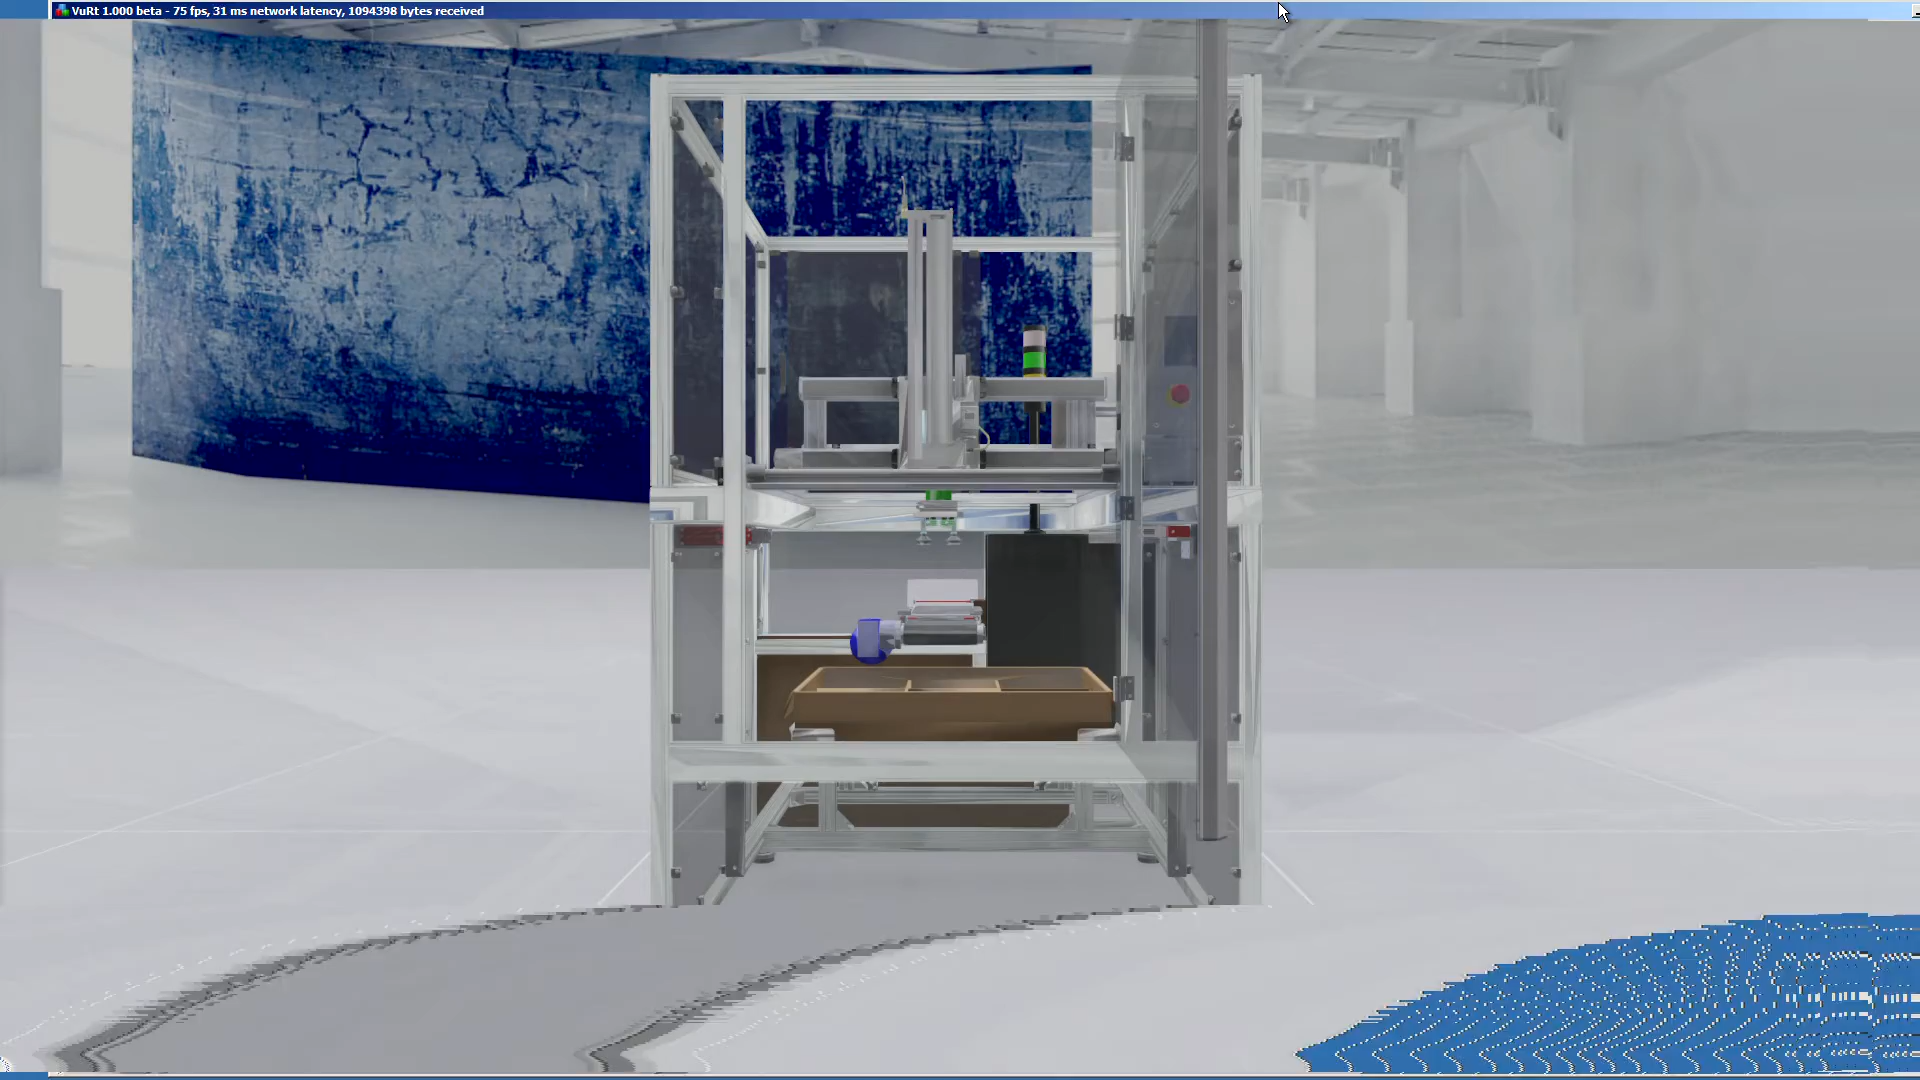 VuRt 1.000 beta - 75 fps, 31 ms network latency, 1094398 bytes received